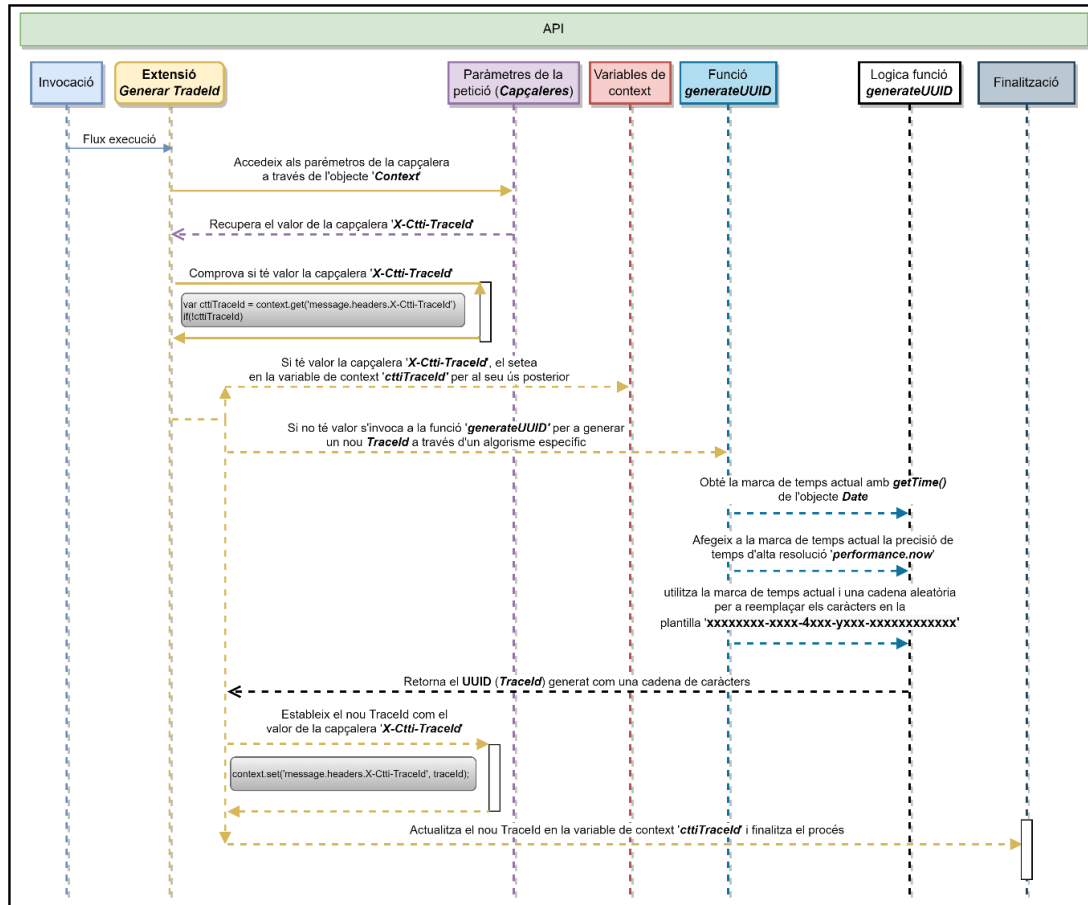 API
Invocació
Extensió
Generar TradeId
Paràmetres de la
petició (Capçaleres)
Variables de
context
Funció
generateUUID
Logica funció
generateUUID
Finalització
Flux execució
Accedeix als parémetros de la capçalera
a través de l'objecte 'Context'
Recupera el valor de la capçalera 'X-Ctti-TraceId'
Comprova si té valor la capçalera 'X-Ctti-TraceId'
var cttiTraceId = context.get('message.headers.X-Ctti-TraceId')
if(!cttiTraceId)
Si té valor la capçalera 'X-Ctti-TraceId', el setea
en la variable de context 'cttiTraceId' per al seu ús posterior
Si no té valor s'invoca a la funció 'generateUUID' per a generar
un nou TraceId a través d'un algorisme específic
Obté la marca de temps actual amb getTime()
de l'objecte Date
Afegeix a la marca de temps actual la precisió de
temps d'alta resolució 'performance.now'
utilitza la marca de temps actual i una cadena aleatòria
per a reemplaçar els caràcters en la
plantilla 'xxxxxxxx-xxxx-4xxx-yxxx-xxxxxxxxxxxx'
Retorna el UUID (TraceId) generat com una cadena de caràcters
Estableix el nou TraceId com el
valor de la capçalera 'X-Ctti-TraceId'
context.set('message.headers.X-Ctti-TraceId', traceId);
Actualitza el nou TraceId en la variable de context 'cttiTraceId' i finalitza el procés